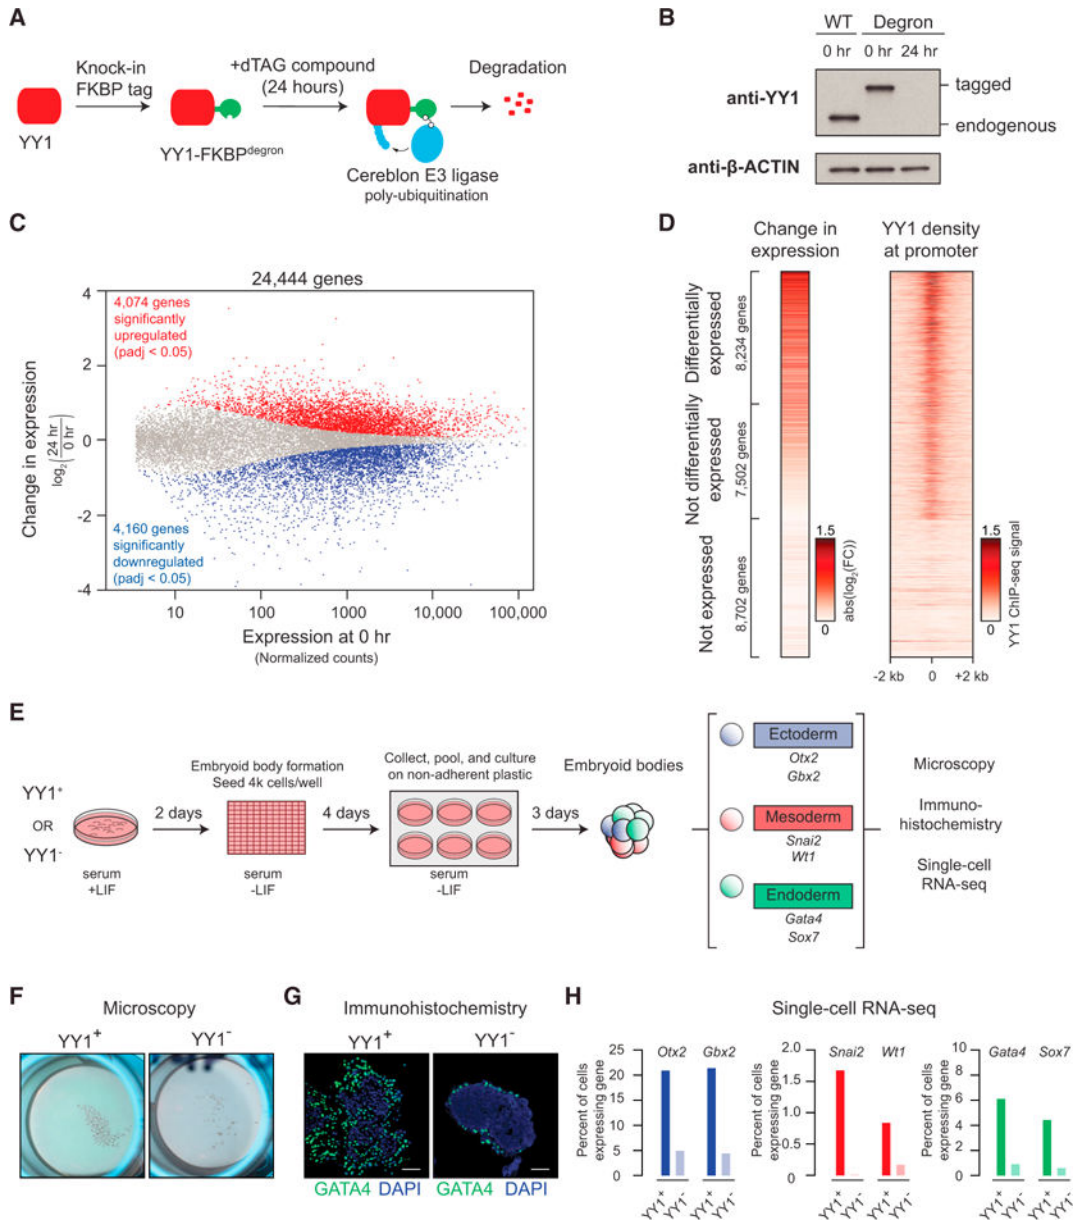 A
Knock-in
FKBP tag
+dTAG compound
(24 hours)
Degradation
YY1
YY1-FKBPdegron
Cereblon E3 ligase
poly-ubiquitination
B
WT Degron
0 hr 0 hr 24 hr
anti-YY1
tagged
endogenous
anti-β-ACTIN
C
24,444 genes
4,074 genes
significantly
upregulated
(padj < 0.05)
4,160 genes
significantly
downregulated
(padj < 0.05)
Change in expression
log2(24 hr/0 hr)
4
2
0
-2
-4
10 100 1000 10,000 100,000
Expression at 0 hr
(Normalized counts)
D
Change in
expression
YY1 density
at promoter
Differentially
expressed
8,234 genes
Not differentially
expressed
7,502 genes
Not expressed
8,702 genes
1.5
0
abs(log2(FC))
1.5
0
YY1 ChIP-seq signal
-2 kb 0 +2 kb
E
YY1+
OR
YY1-
serum
+LIF
2 days
Embryoid body formation
Seed 4k cells/well
serum
-LIF
4 days
Collect, pool, and culture
on non-adherent plastic
serum
-LIF
3 days
Embryoid bodies
Ectoderm
Otx2
Gbx2
Mesoderm
Snai2
Wt1
Endoderm
Gata4
Sox7
Microscopy
Immuno-
histochemistry
Single-cell
RNA-seq
F
Microscopy
YY1+ YY1-
G
Immunohistochemistry
YY1+ YY1-
GATA4 DAPI GATA4 DAPI
H
Single-cell RNA-seq
Percent of cells
expressing gene
25
20
15
10
5
0
Otx2 Gbx2
YY1+ YY1- YY1+ YY1-
Percent of cells
expressing gene
2.0
1.5
1.0
0.5
0
Snai2 Wt1
YY1+ YY1- YY1+ YY1-
Percent of cells
expressing gene
10
8
6
4
2
0
Gata4 Sox7
YY1+ YY1- YY1+ YY1-